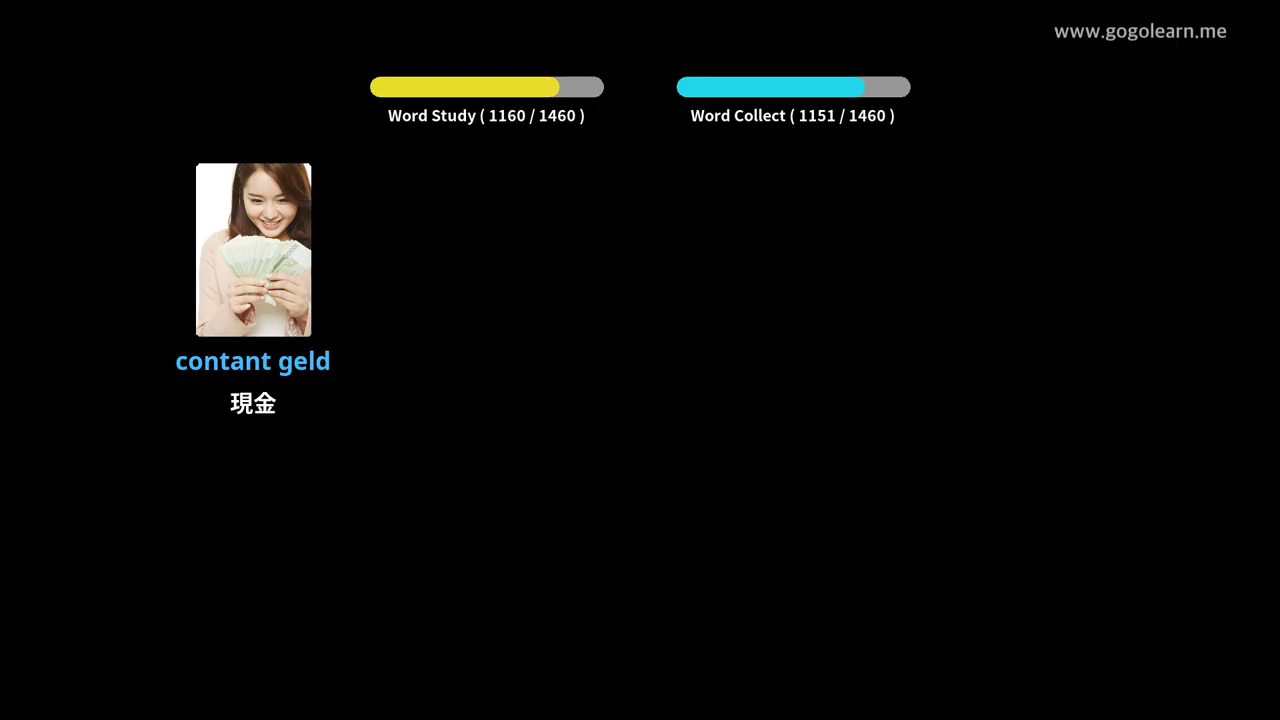 www.gogolearn.me
Word Study ( 1160 / 1460 )
Word Collect ( 1151 / 1460 )
contant geld
現金